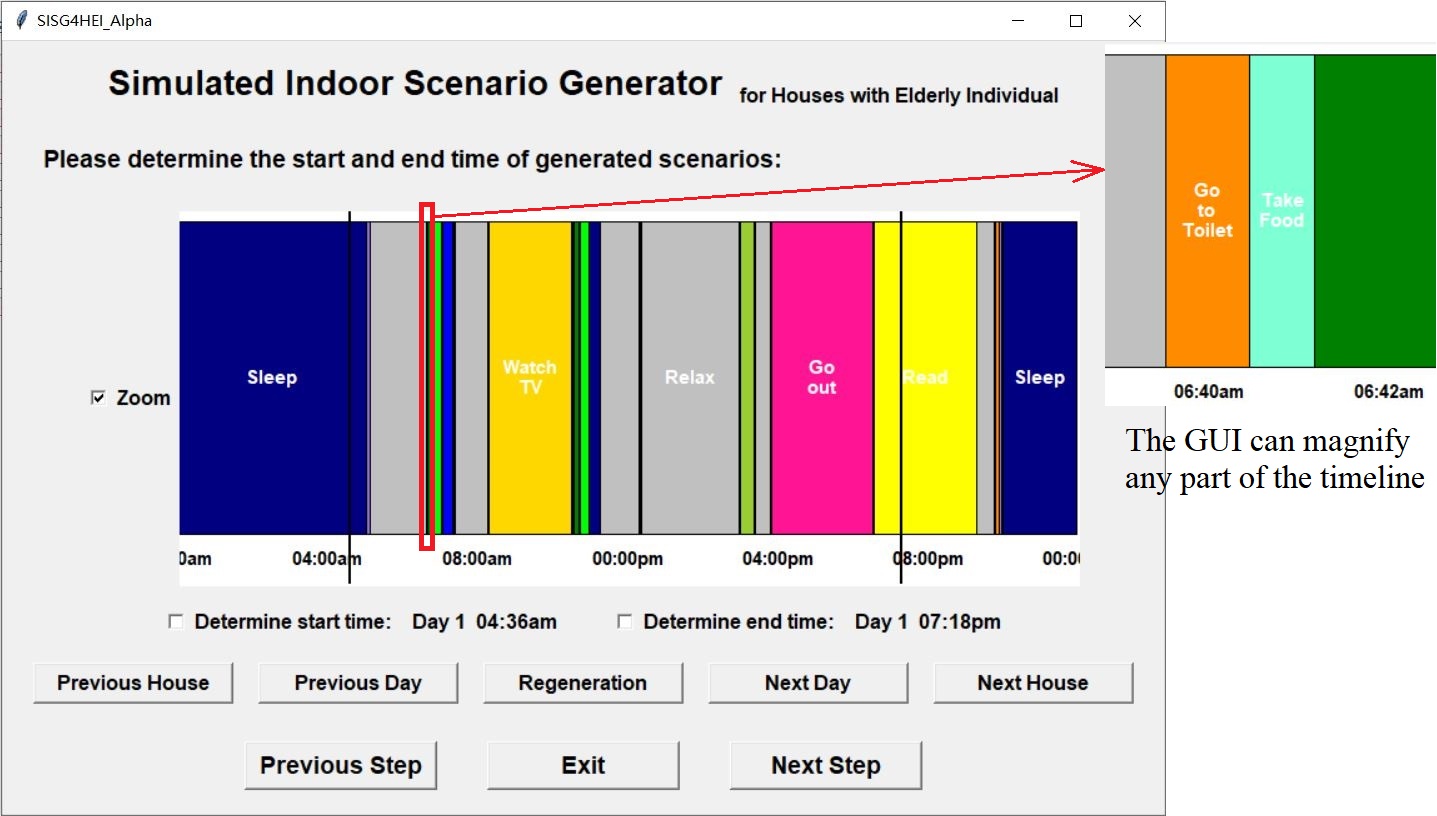 SISG4HEI_Alpha
Simulated Indoor Scenario Generator for Houses with Elderly Individual
Please determine the start and end time of generated scenarios:
Zoom
Sleep
Watch
TV
Relax
Go
out
Read
Sleep
0am 04:00am 08:00am 00:00pm 04:00pm 08:00pm 00:0
Go
to
Toilet
Take
Food
06:40am 06:42am
The GUI can magnify
any part of the timeline
Determine start time: Day 1 04:36am Determine end time: Day 1 07:18pm
Previous House Previous Day Regeneration Next Day Next House
Previous Step Exit Next Step